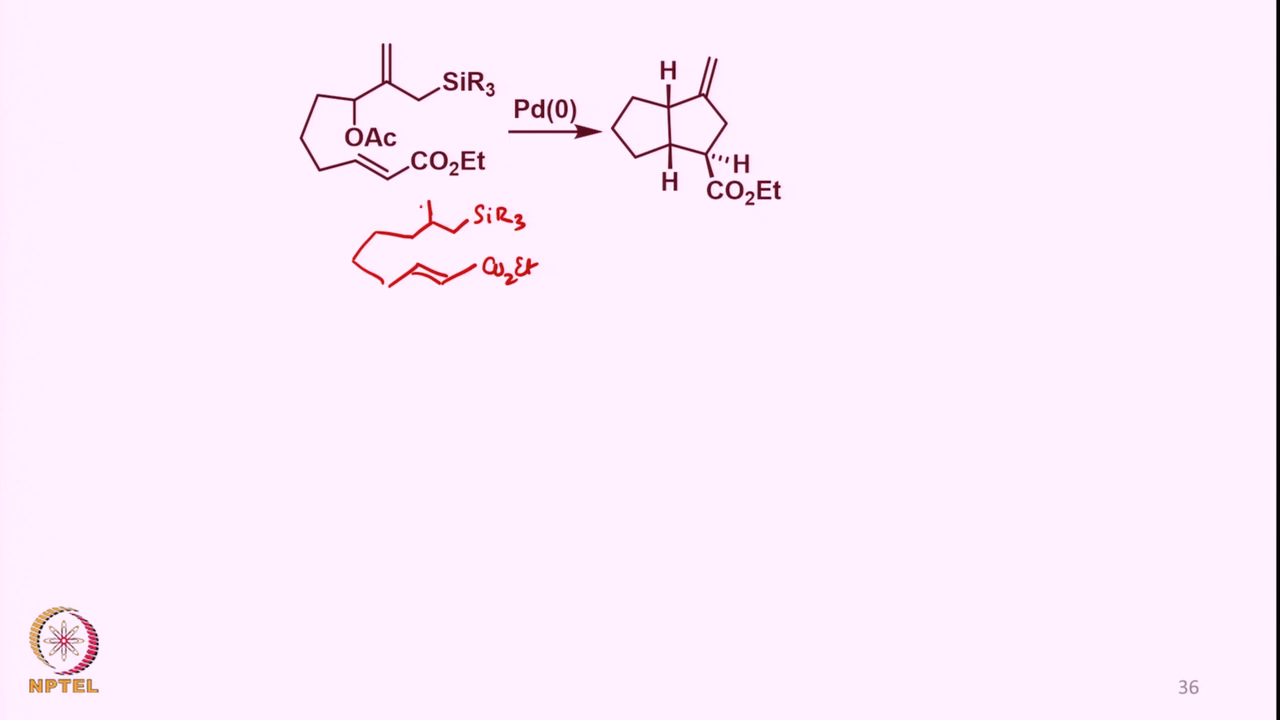 SiR3
OAc
CO2Et
Pd(0)
H
H
H
CO2Et
SiR3
CO2Et
NPTEL
36